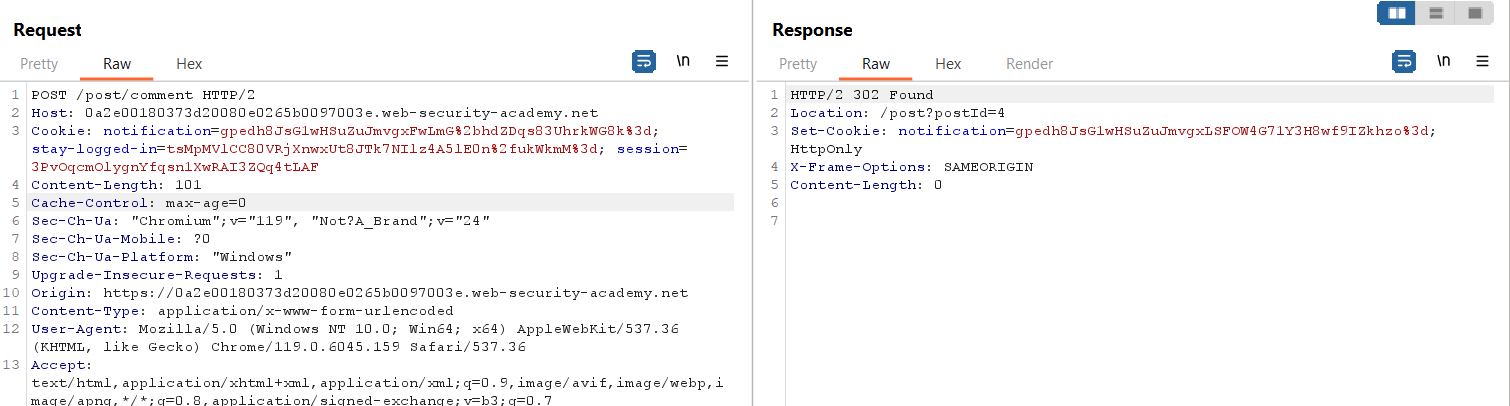 Request
Pretty Raw Hex
\n
1 POST /post/comment HTTP/2
2 Host: 0a2e00180373d20080e0265b0097003e.web-security-academy.net
3 Cookie: notification=gpedh8JsGlwHSuZuJmvgxFwLmG%2bhdZDqs83UhrkWG8k%3d;
stay-logged-in=tsMpMVlCC80VRjXnwxUt8JTk7NIlz4A5lE0n%2fukWkmM%3d; session=
3PvOqcmOlygnYfqsnlXwRAI3ZQq4tLAF
4 Content-Length: 101
5 Cache-Control: max-age=0
6 Sec-Ch-Ua: "Chromium";v="119", "Not?A_Brand";v="24"
7 Sec-Ch-Ua-Mobile: ?0
8 Sec-Ch-Ua-Platform: "Windows"
9 Upgrade-Insecure-Requests: 1
10 Origin: https://0a2e00180373d20080e0265b0097003e.web-security-academy.net
11 Content-Type: application/x-www-form-urlencoded
12 User-Agent: Mozilla/5.0 (Windows NT 10.0; Win64; x64) AppleWebKit/537.36
(KHTML, like Gecko) Chrome/119.0.6045.159 Safari/537.36
13 Accept:
text/html,application/xhtml+xml,application/xml;q=0.9,image/avif,image/webp,i
mage/apng,*/*;q=0.8,application/signed-exchange;v=b3;q=0.7
Response
Pretty Raw Hex Render
\n
1 HTTP/2 302 Found
2 Location: /post?postId=4
3 Set-Cookie: notification=gpedh8JsGlwHSuZuJmvgxLSFOW4G7lY3H8wf9IZkhzo%3d;
HttpOnly
4 X-Frame-Options: SAMEORIGIN
5 Content-Length: 0
6
7